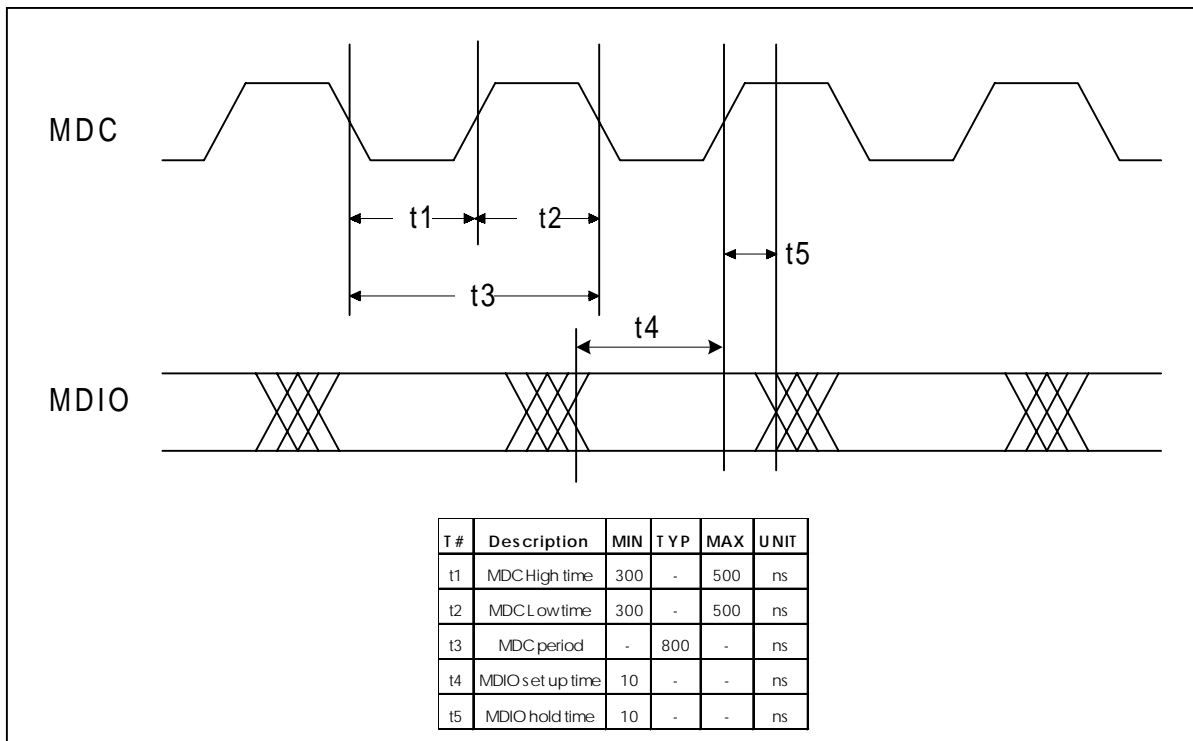 MDC
t1
t2
t5
t3
t4
MDIO
T# Description MIN TYP MAX UNIT
t1 MDC High time 300 - 500 ns
t2 MDC Low time 300 - 500 ns
t3 MDC period - 800 - ns
t4 MDIO set up time 10 - - ns
t5 MDIO hold time 10 - - ns